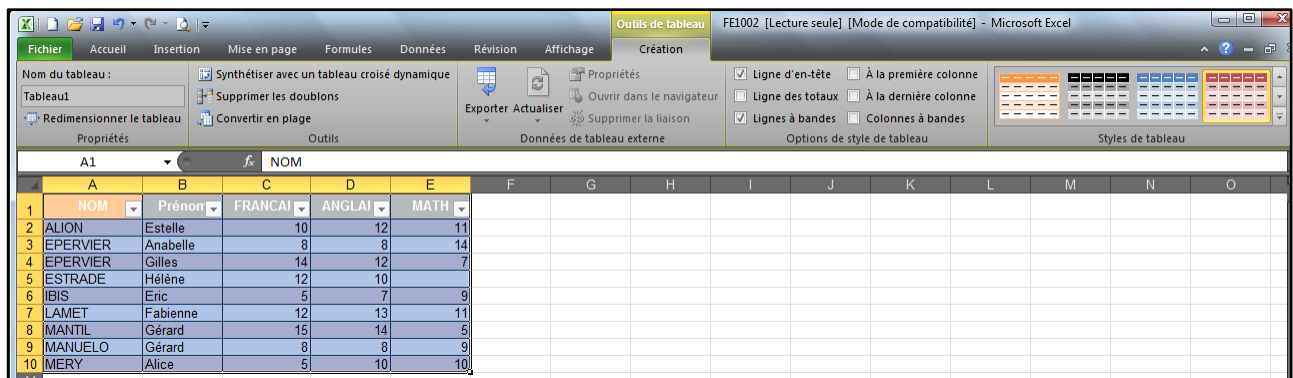 Outils de tableau FE1002 [Lecture seule] [Mode de compatibilité] - Microsoft Excel
Fichier Accueil Insertion Mise en page Formules Données Révision Affichage Création
Nom du tableau : Synthétiser avec un tableau croisé dynamique Propriétés Ligne d'en-tête À la première colonne
Tableau1 Supprimer les doublons Exporter Actualiser Ouvrir dans le navigateur Ligne des totaux À la dernière colonne
Redimensionner le tableau Convertir en plage Supprimer la liaison Lignes à bandes Colonnes à bandes
Propriétés Outils Données de tableau externe Options de style de tableau Styles de tableau
A1 fx NOM
A B C D E F G H I J K L M N O
1 NOM Prénom FRANCAI ANGLAI MATH
2 ALION Estelle 10 12 11
3 EPERVIER Anabelle 8 8 14
4 EPERVIER Gilles 14 12 7
5 ESTRADE Hélène 12 10
6 IBIS Eric 5 7 9
7 LAMET Fabienne 12 13 11
8 MANTIL Gérard 15 14 5
9 MANUELO Gérard 8 8 9
10 MERY Alice 5 10 10